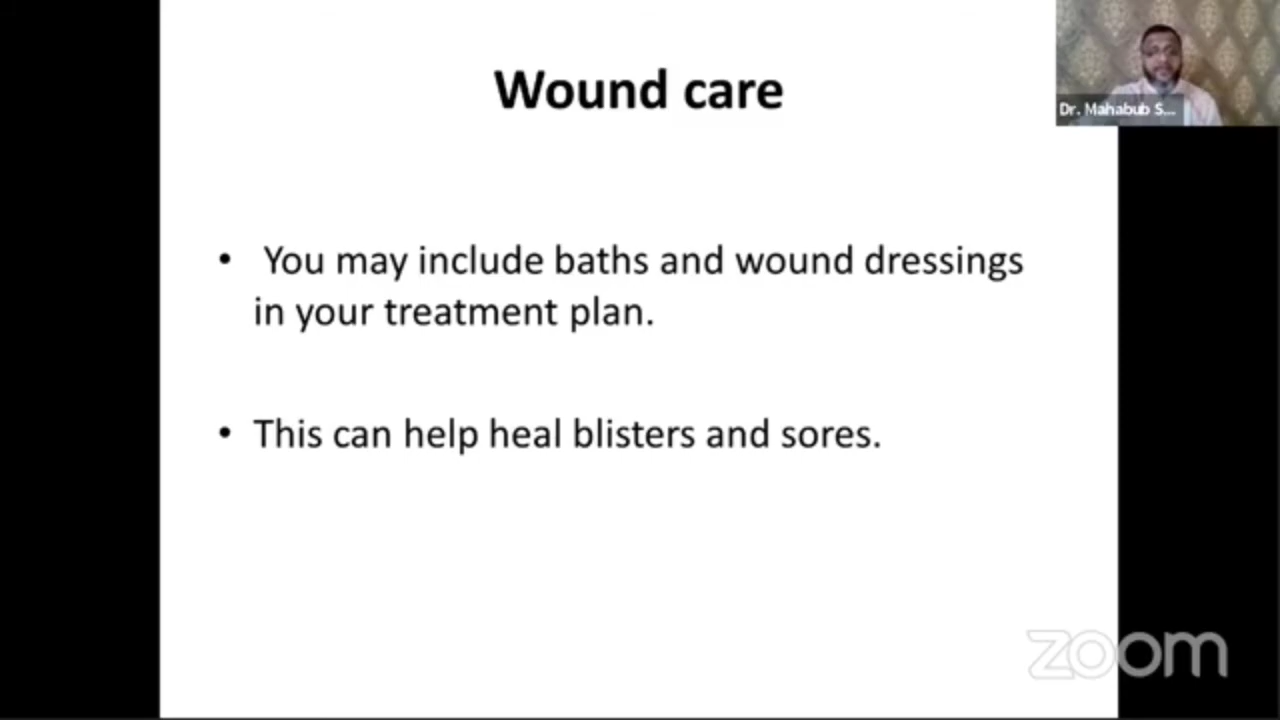 Wound care
Dr. Mahabub S...
• You may include baths and wound dressings
in your treatment plan.
• This can help heal blisters and sores.
zoom